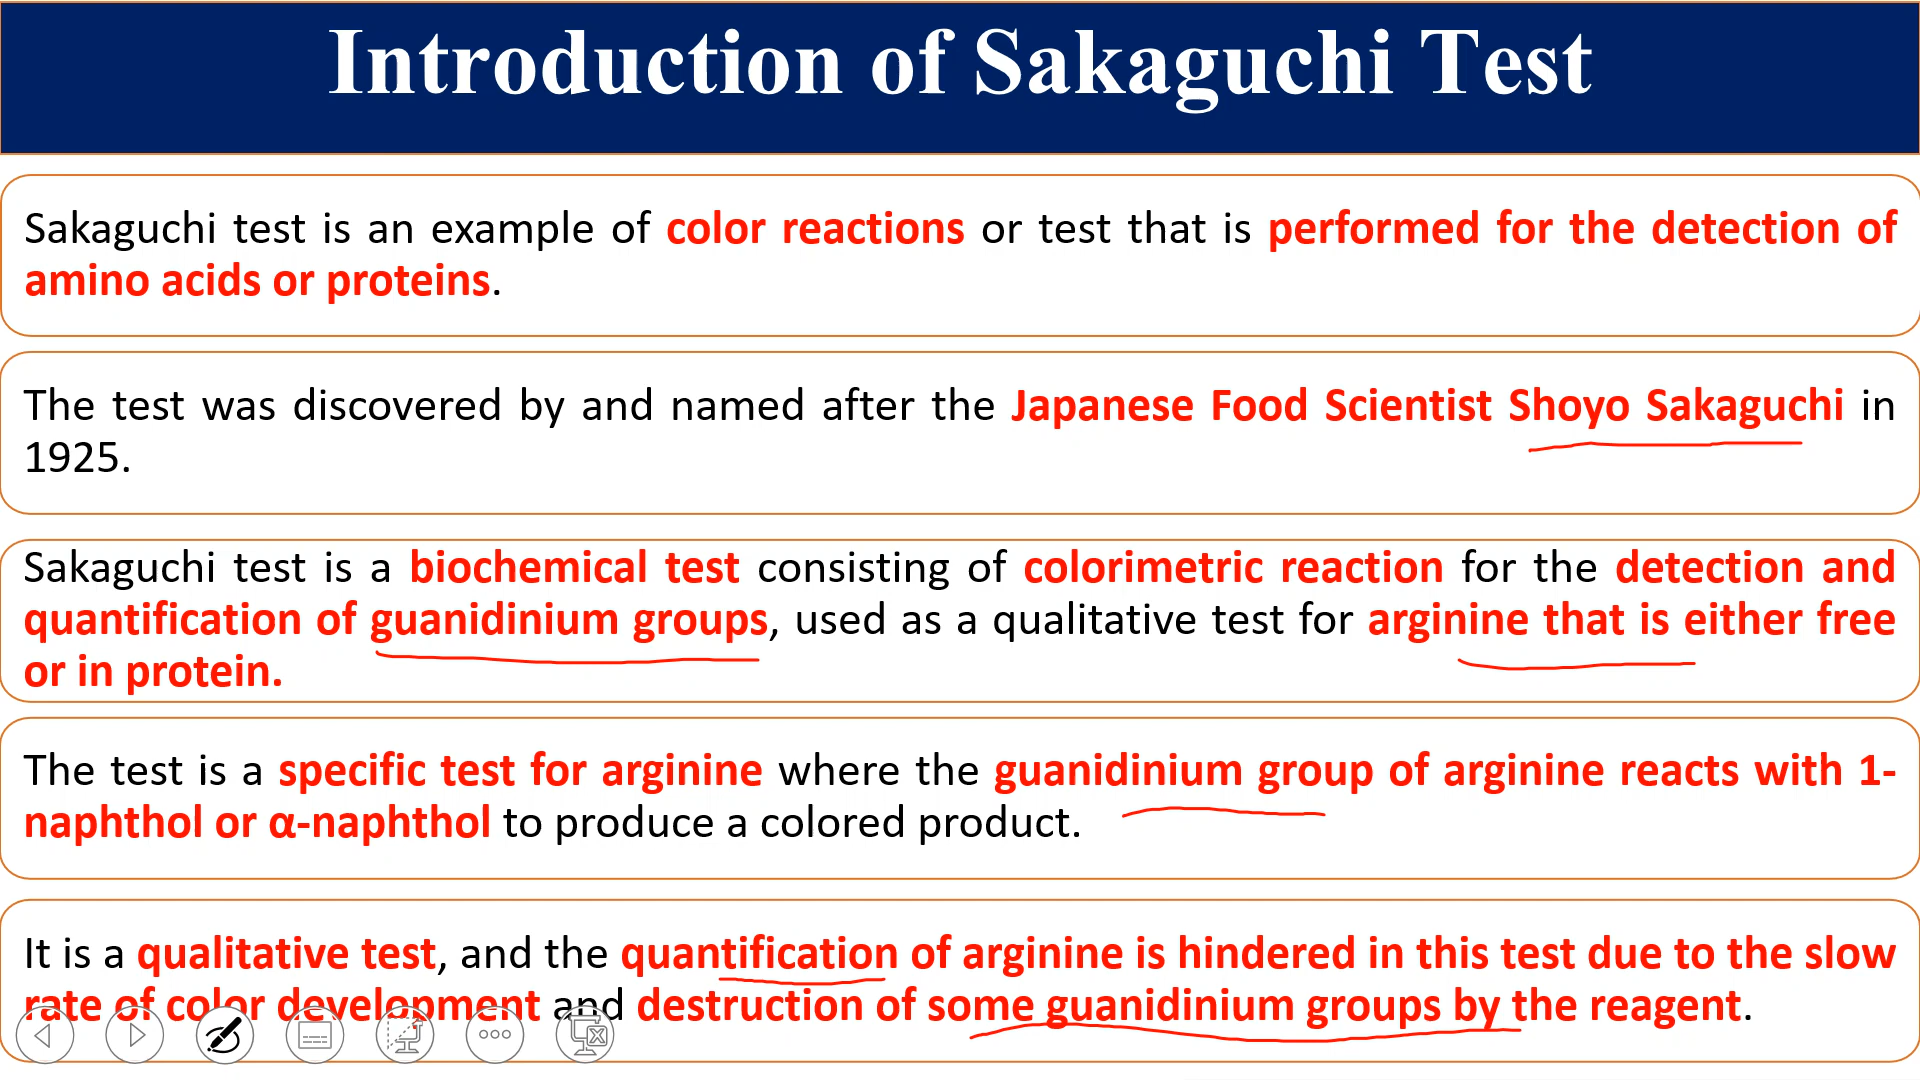 Introduction of Sakaguchi Test
Sakaguchi test is an example of color reactions or test that is performed for the detection of
amino acids or proteins.
The test was discovered by and named after the Japanese Food Scientist Shoyo Sakaguchi in
1925.
Sakaguchi test is a biochemical test consisting of colorimetric reaction for the detection and
quantification of guanidinium groups, used as a qualitative test for arginine that is either free
or in protein.
The test is a specific test for arginine where the guanidinium group of arginine reacts with 1-
naphthol or α-naphthol to produce a colored product.
It is a qualitative test, and the quantification of arginine is hindered in this test due to the slow
rate of color development and destruction of some guanidinium groups by the reagent.